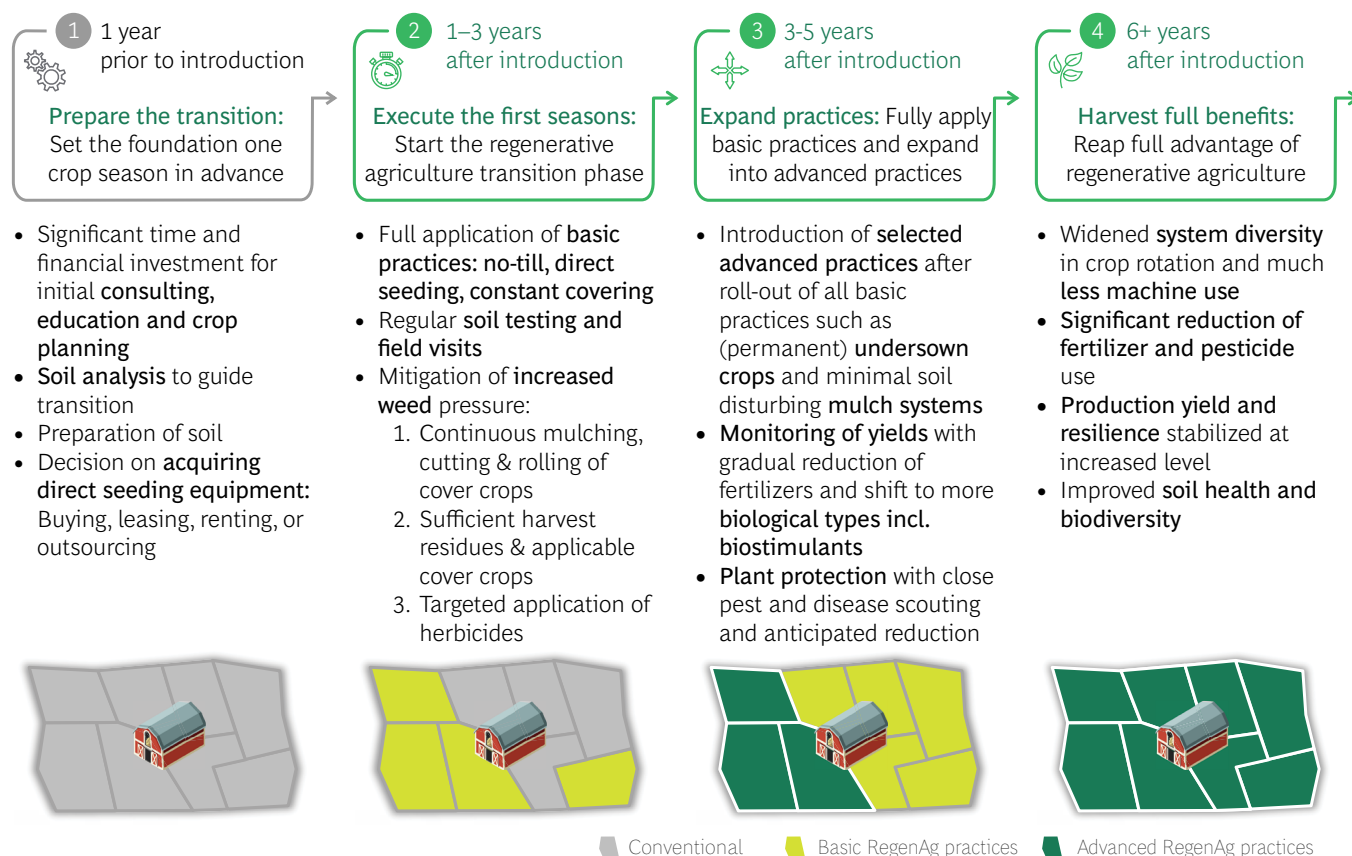 1
1 year
prior to introduction
Prepare the transition:
Set the foundation one
crop season in advance
• Significant time and
financial investment for
initial consulting,
education and crop
planning
• Soil analysis to guide
transition
• Preparation of soil
• Decision on acquiring
direct seeding equipment:
Buying, leasing, renting, or
outsourcing
2
1–3 years
after introduction
Execute the first seasons:
Start the regenerative
agriculture transition phase
• Full application of basic
practices: no-till, direct
seeding, constant covering
• Regular soil testing and
field visits
• Mitigation of increased
weed pressure:
1. Continuous mulching,
cutting & rolling of
cover crops
2. Sufficient harvest
residues & applicable
cover crops
3. Targeted application of
herbicides
3
3-5 years
after introduction
Expand practices: Fully apply
basic practices and expand
into advanced practices
• Introduction of selected
advanced practices after
roll-out of all basic
practices such as
(permanent) undersown
crops and minimal soil
disturbing mulch systems
• Monitoring of yields with
gradual reduction of
fertilizers and shift to more
biological types incl.
biostimulants
• Plant protection with close
pest and disease scouting
and anticipated reduction
4
6+ years
after introduction
Harvest full benefits:
Reap full advantage of
regenerative agriculture
• Widened system diversity
in crop rotation and much
less machine use
• Significant reduction of
fertilizer and pesticide
use
• Production yield and
resilience stabilized at
increased level
• Improved soil health and
biodiversity
Conventional
Basic RegenAg practices
Advanced RegenAg practices